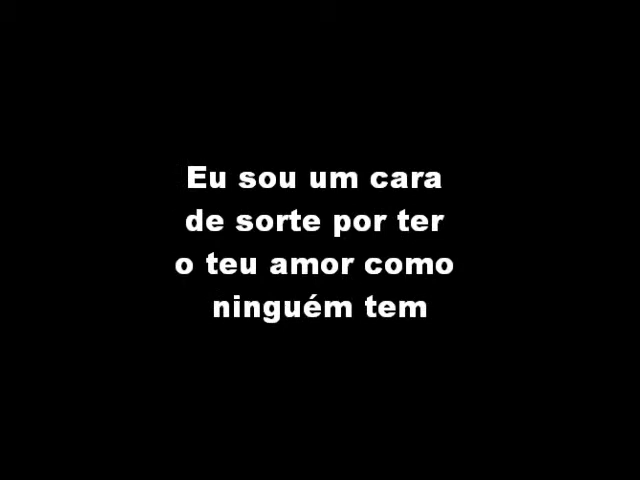 Eu sou um cara
de sorte por ter
o teu amor como
ninguém tem